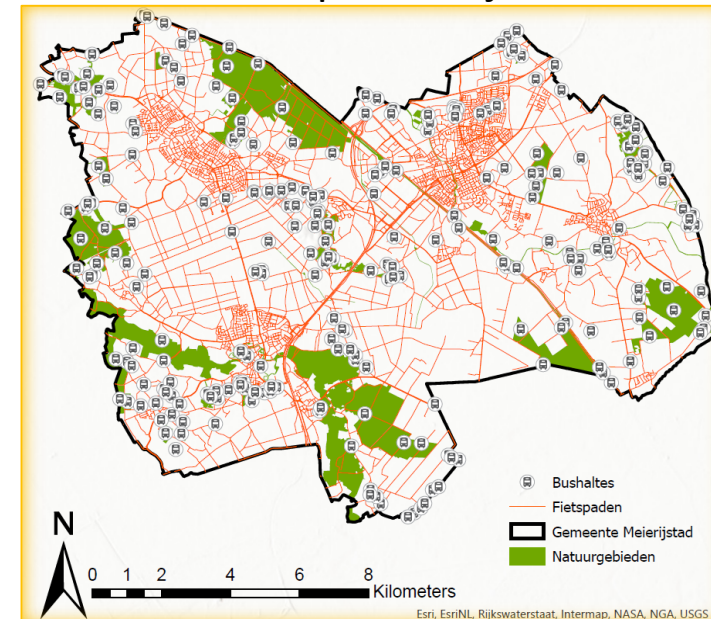 Bushaltes
Fietspaden
Gemeente Meierijstad
Natuurgebieden
N
0 1 2 4 6 8
Kilometers
Esri, EsriNL, Rijkswaterstaat, Intermap, NASA, NGA, USGS